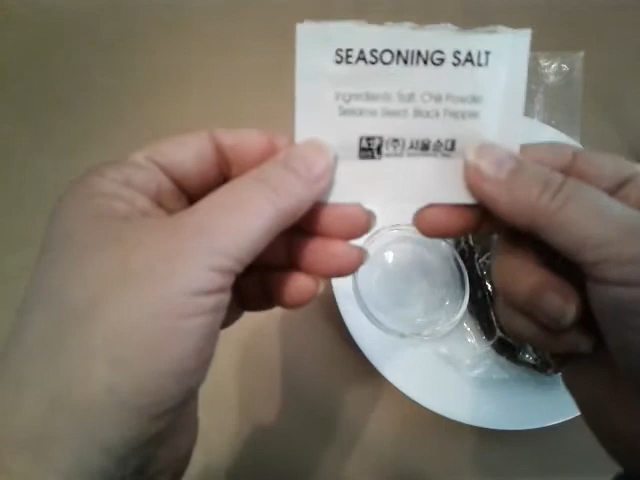 SEASONING SALT
Ingredients: Salt, Chili Powder
Sesame Seed, Black Pepper
(주) 서울순대